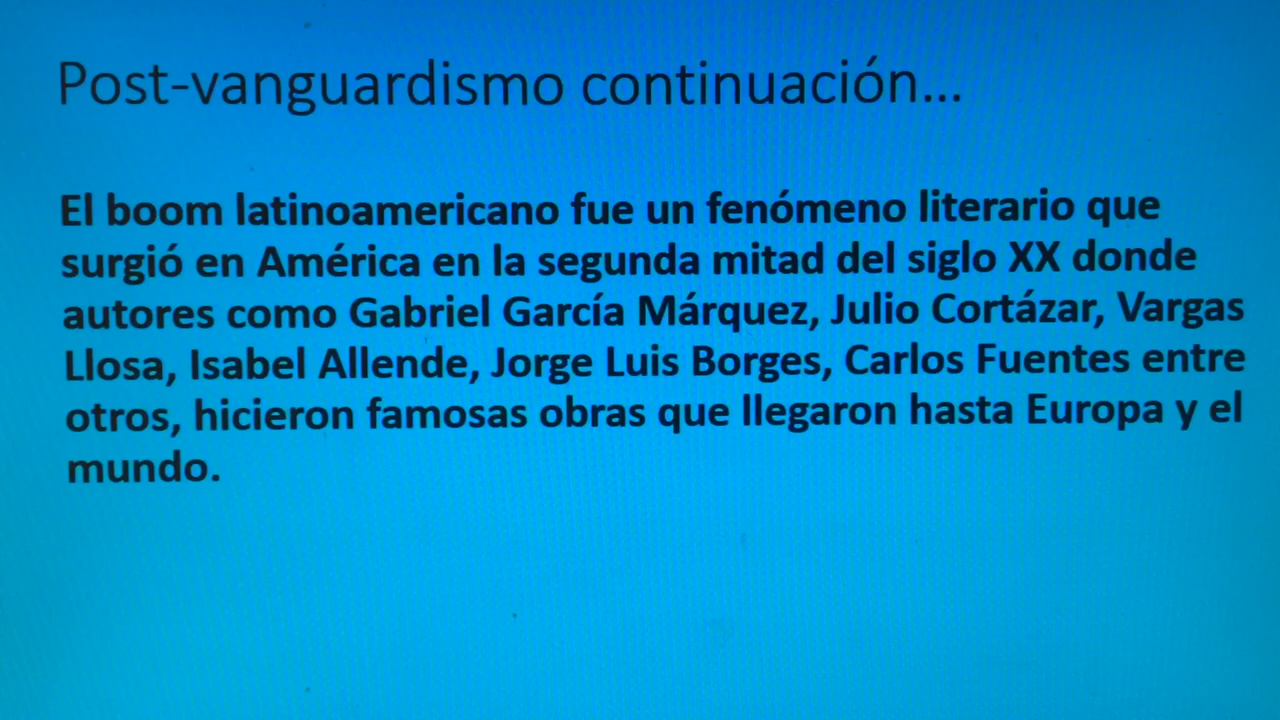 Post-vanguardismo continuación...
El boom latinoamericano fue un fenómeno literario que
surgió en América en la segunda mitad del siglo XX donde
autores como Gabriel García Márquez, Julio Cortázar, Vargas
Llosa, Isabel Allende, Jorge Luis Borges, Carlos Fuentes entre
otros, hicieron famosas obras que llegaron hasta Europa y el
mundo.